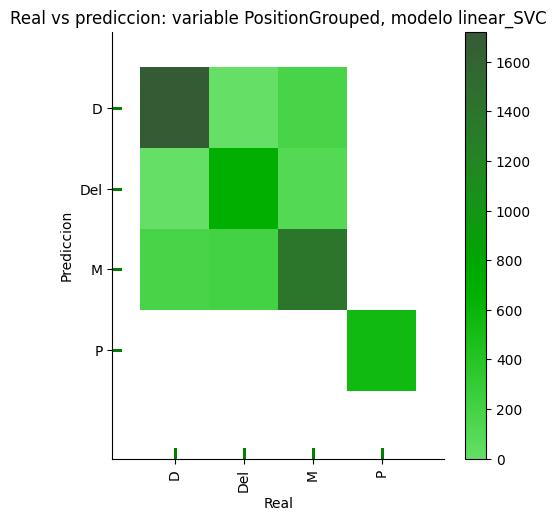 Real vs prediccion: variable PositionGrouped, modelo linear_SVC
D
Del
M
P
Prediccion
D
Del
M
P
Real
1600
1400
1200
1000
800
600
400
200
0